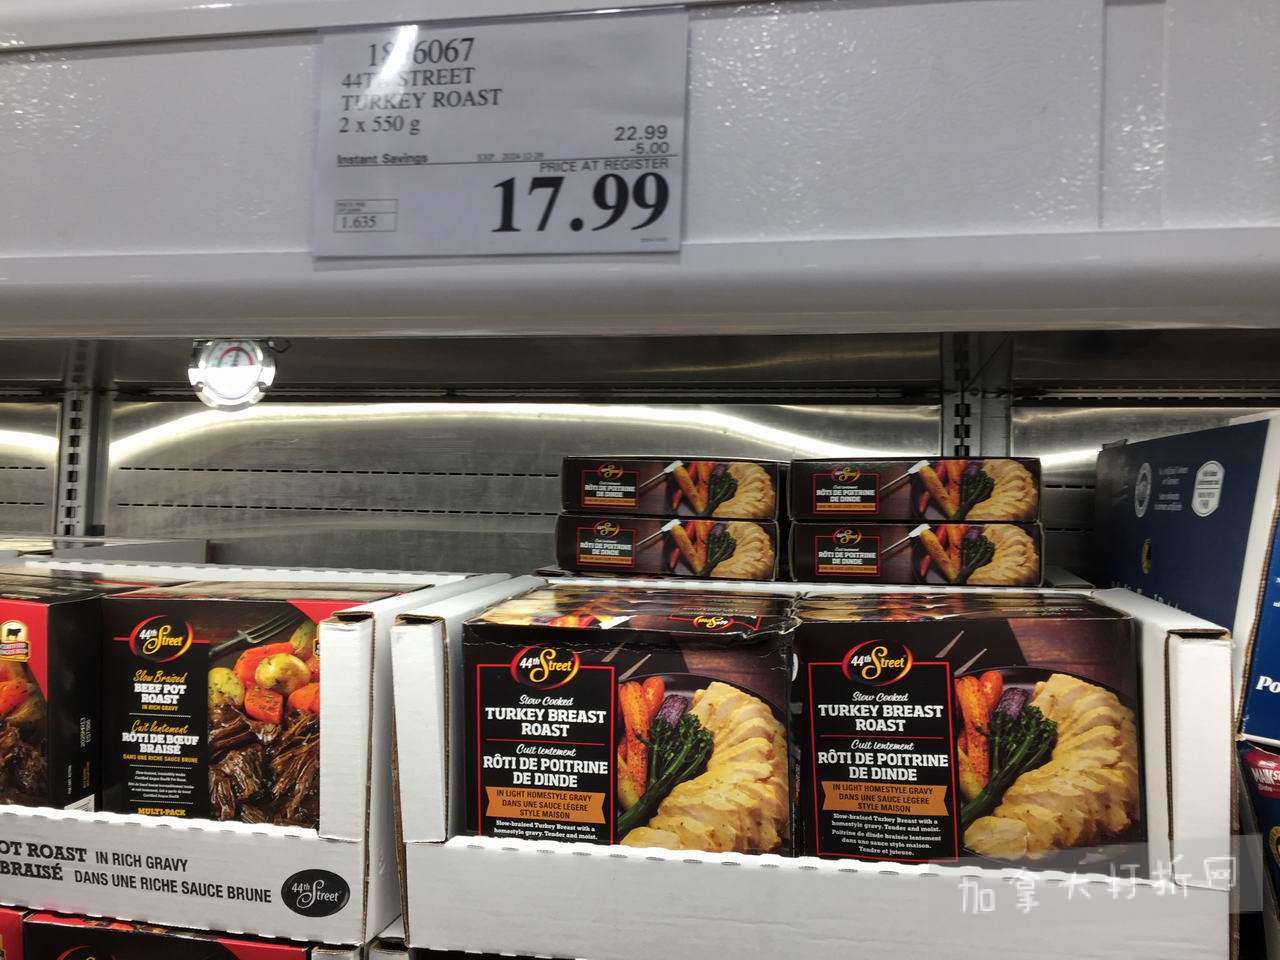 44TH STREET
TURKEY ROAST
2 x 550 g
22.99
-5.00
Instant Savings
PRICE AT REGISTER
1.635
17.99
RÔTI DE POITRINE
DE DINDE
RÔTI DE POITRINE
DE DINDE
RÔTI DE POITRINE
DE DINDE
RÔTI DE POITRINE
DE DINDE
44th Street
Slow Braised
BEEF POT
ROAST
IN RICH GRAVY
Cuit lentement
RÔTI DE BŒUF
BRAISÉ
DANS UNE RICHE SAUCE BRUNE
MULTI-PACK
44th Street
Slow Cooked
TURKEY BREAST
ROAST
Cuit lentement
RÔTI DE POITRINE
DE DINDE
IN LIGHT HOMESTYLE GRAVY
DANS UNE SAUCE LÉGÈRE
STYLE MAISON
Slow-braised Turkey Breast with a
homestyle gravy. Tender and moist.
44th Street
Slow Cooked
TURKEY BREAST
ROAST
Cuit lentement
RÔTI DE POITRINE
DE DINDE
IN LIGHT HOMESTYLE GRAVY
DANS UNE SAUCE LÉGÈRE
STYLE MAISON
Slow-braised Turkey Breast with a
homestyle gravy. Tender and moist.
Poitrine de dinde braisée lentement
dans une sauce style maison.
Tendre et juteuse.
OT ROAST IN RICH GRAVY
BRAISÉ DANS UNE RICHE SAUCE BRUNE
44th Street
加拿大打折网